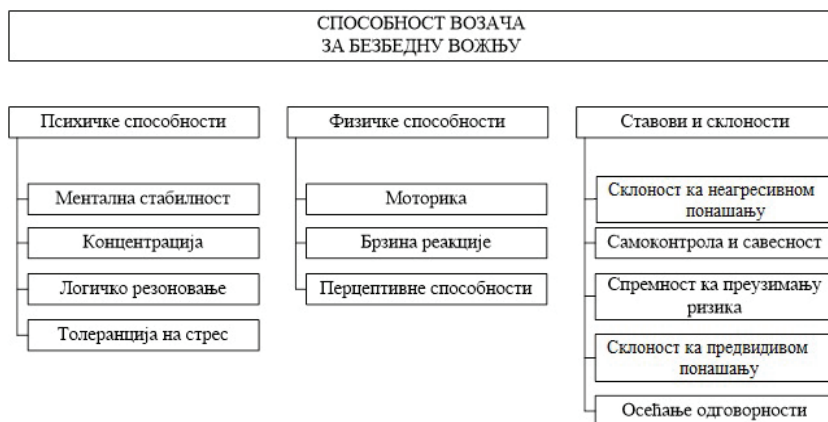 СПОСОБНОСТ ВОЗАЧА
ЗА БЕЗБЕДНУ ВОЖЊУ
Психичке способности
Ментална стабилност
Концентрација
Логичко резоновање
Толеранција на стрес
Физичке способности
Моторика
Брзина реакције
Перцептивне способности
Ставови и склоности
Склоност ка неагресивном
понашању
Самоконтрола и савесност
Спремност ка преузимању
ризика
Склоност ка предвидивом
понашању
Осећање одговорности